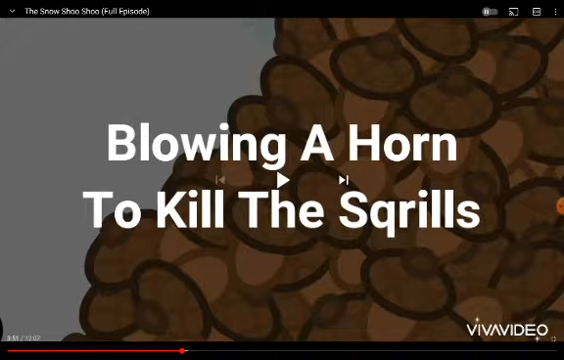 The Snow Shoo Shoo (Full Episode)
Blowing A Horn
To Kill The Sqrills
VIVAVIDEO